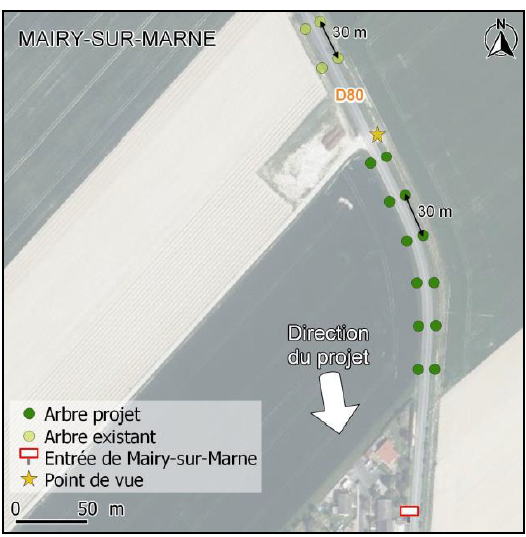 MAIRY-SUR-MARNE
N
30 m
D80
30 m
Direction
du projet
Arbre projet
Arbre existant
Entrée de Mairy-sur-Marne
Point de vue
0 50 m